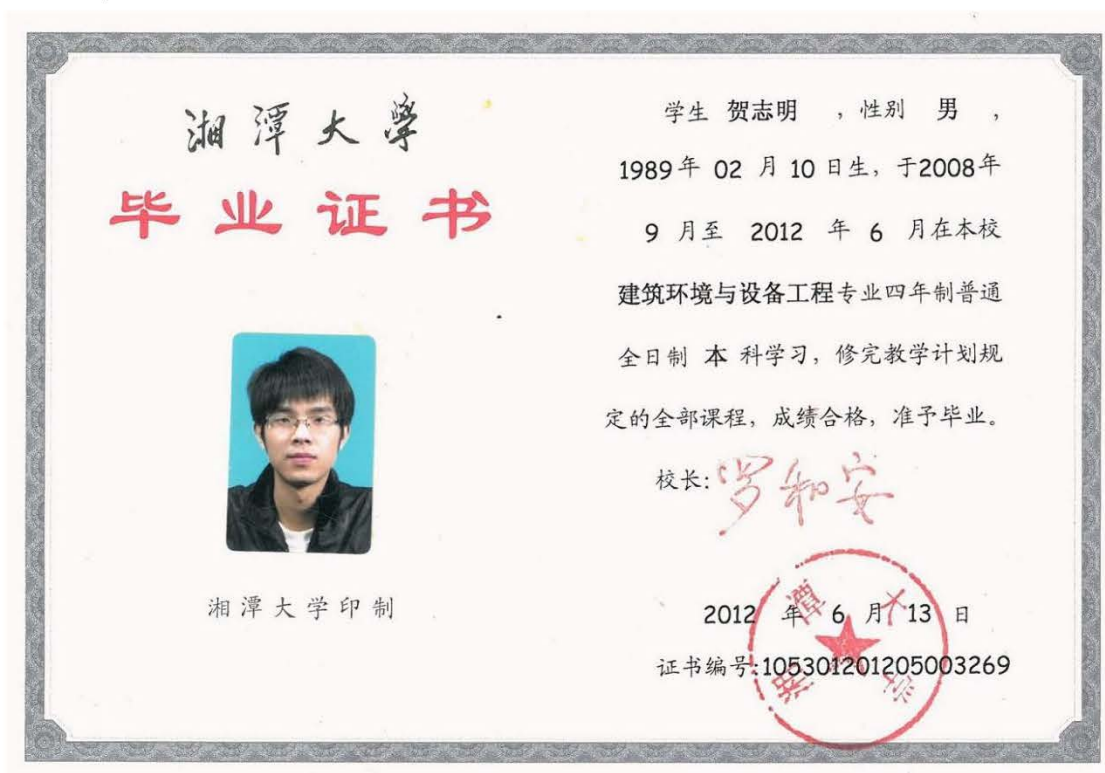 湘潭大學
毕业证书
湘潭大学印制
学生 贺志明 ，性别 男 ，
1989年 02 月 10 日生，于2008年
9 月至 2012 年 6 月在本校
建筑环境与设备工程专业四年制普通
全日制 本 科学习，修完教学计划规
定的全部课程，成绩合格，准予毕业。
校长: 罗和安
2012 年 6 月 13 日
证书编号:105301201205003269
湘潭大学